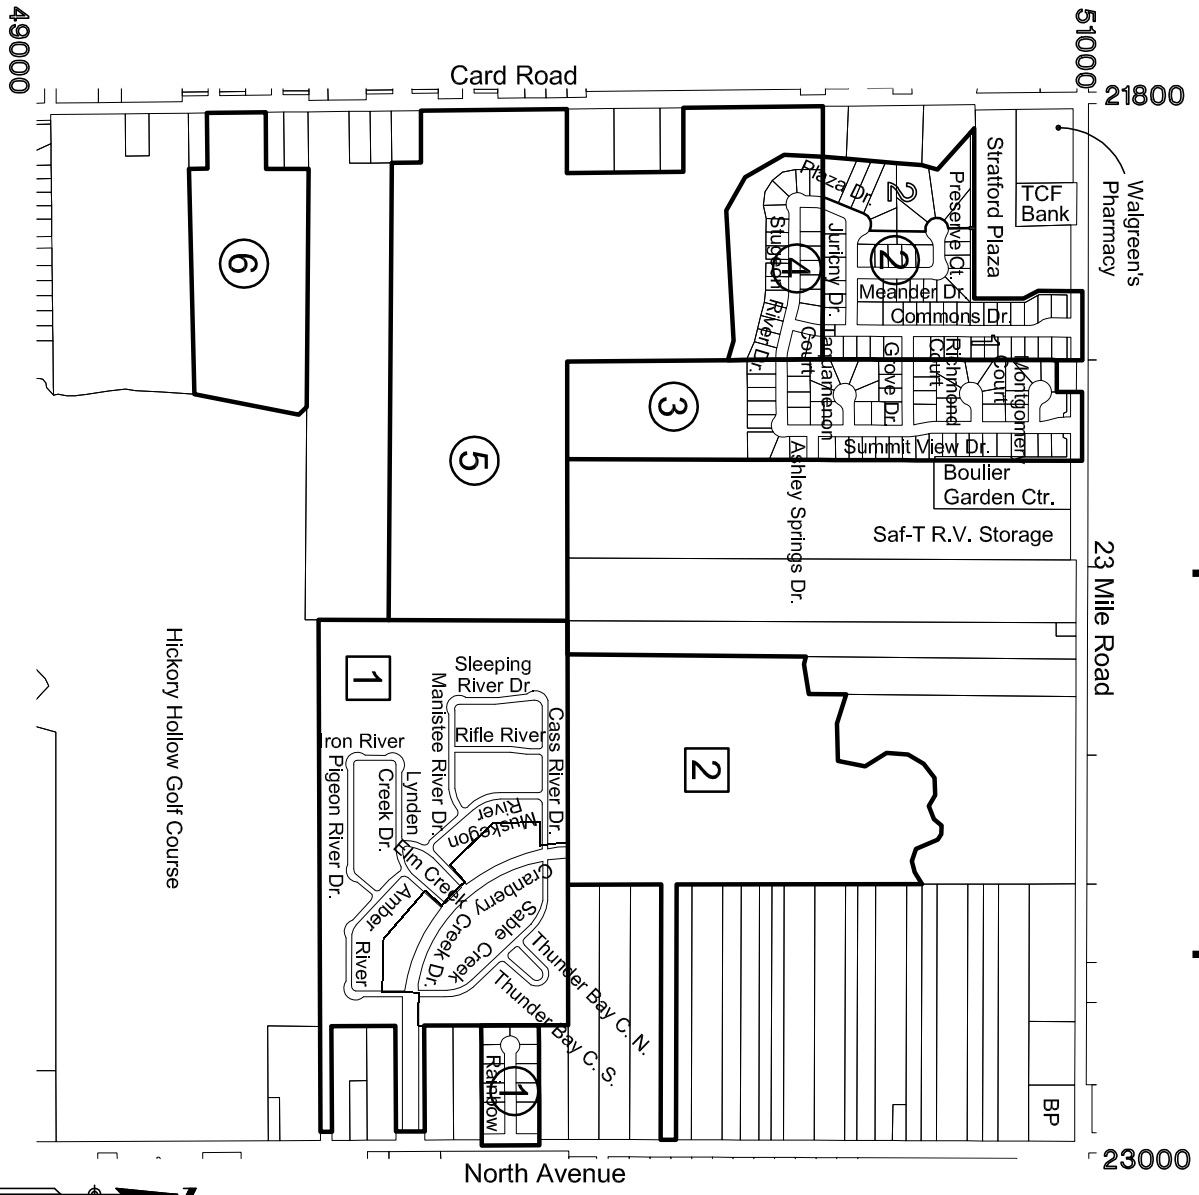 49000
51000
Card Road
21800
Walgreen's
Pharmacy
TCF
Bank
Stratford Plaza
Plaza Dr.
2
Preserve Ct.
6
4
2
Sturgeon River Dr.
Juricny Dr.
Meander Dr.
Commons Dr.
1
Court
Taquamenon
Grove Dr.
Richmond
Court
Montgomery
Court
3
5
Summit View Dr.
Ashley Springs Dr.
Boulier
Garden Ctr.
Saf-T R.V. Storage
23 Mile Road
Hickory Hollow Golf Course
1
Sleeping
River Dr.
Manistee River Dr.
Rifle River
Cass River Dr.
Iron River
Pigeon River Dr.
Lynden
Creek Dr.
Muskegon
River
Elm Creek
Cranberry Creek Dr.
Sable Creek
Amber
River
Thunder Bay C. N.
Thunder Bay C. S.
2
Rainbow
1
BP
North Avenue
23000